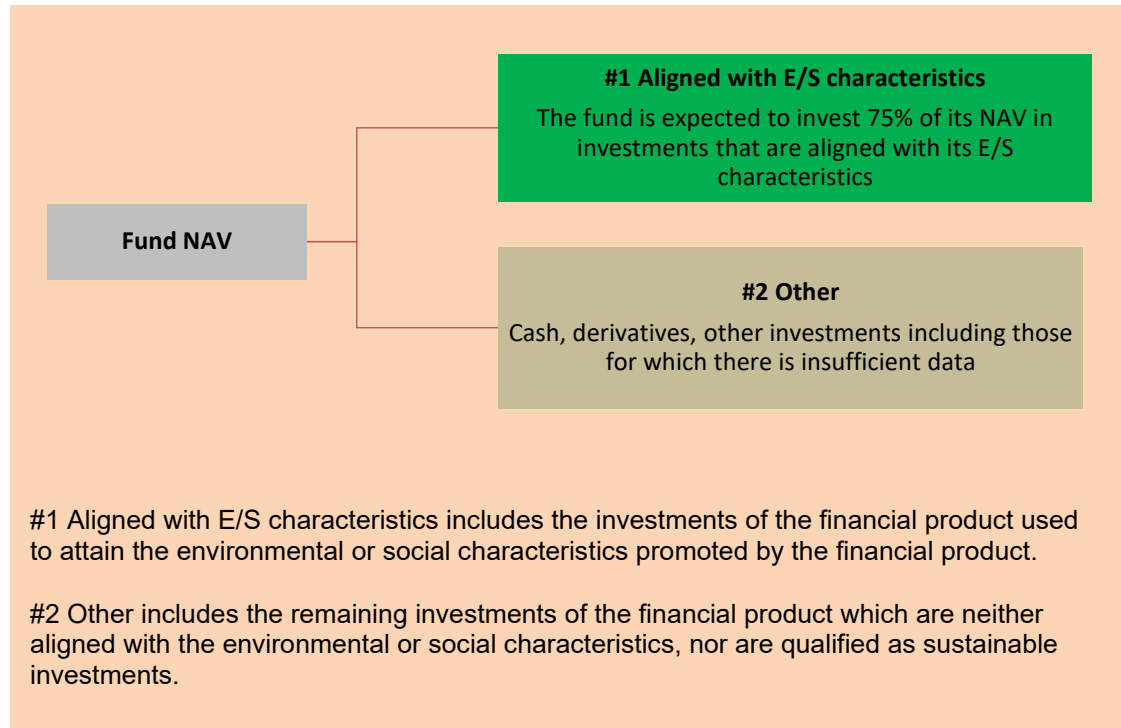 #1 Aligned with E/S characteristics
The fund is expected to invest 75% of its NAV in
investments that are aligned with its E/S
characteristics
Fund NAV
#2 Other
Cash, derivatives, other investments including those
for which there is insufficient data
#1 Aligned with E/S characteristics includes the investments of the financial product used
to attain the environmental or social characteristics promoted by the financial product.
#2 Other includes the remaining investments of the financial product which are neither
aligned with the environmental or social characteristics, nor are qualified as sustainable
investments.